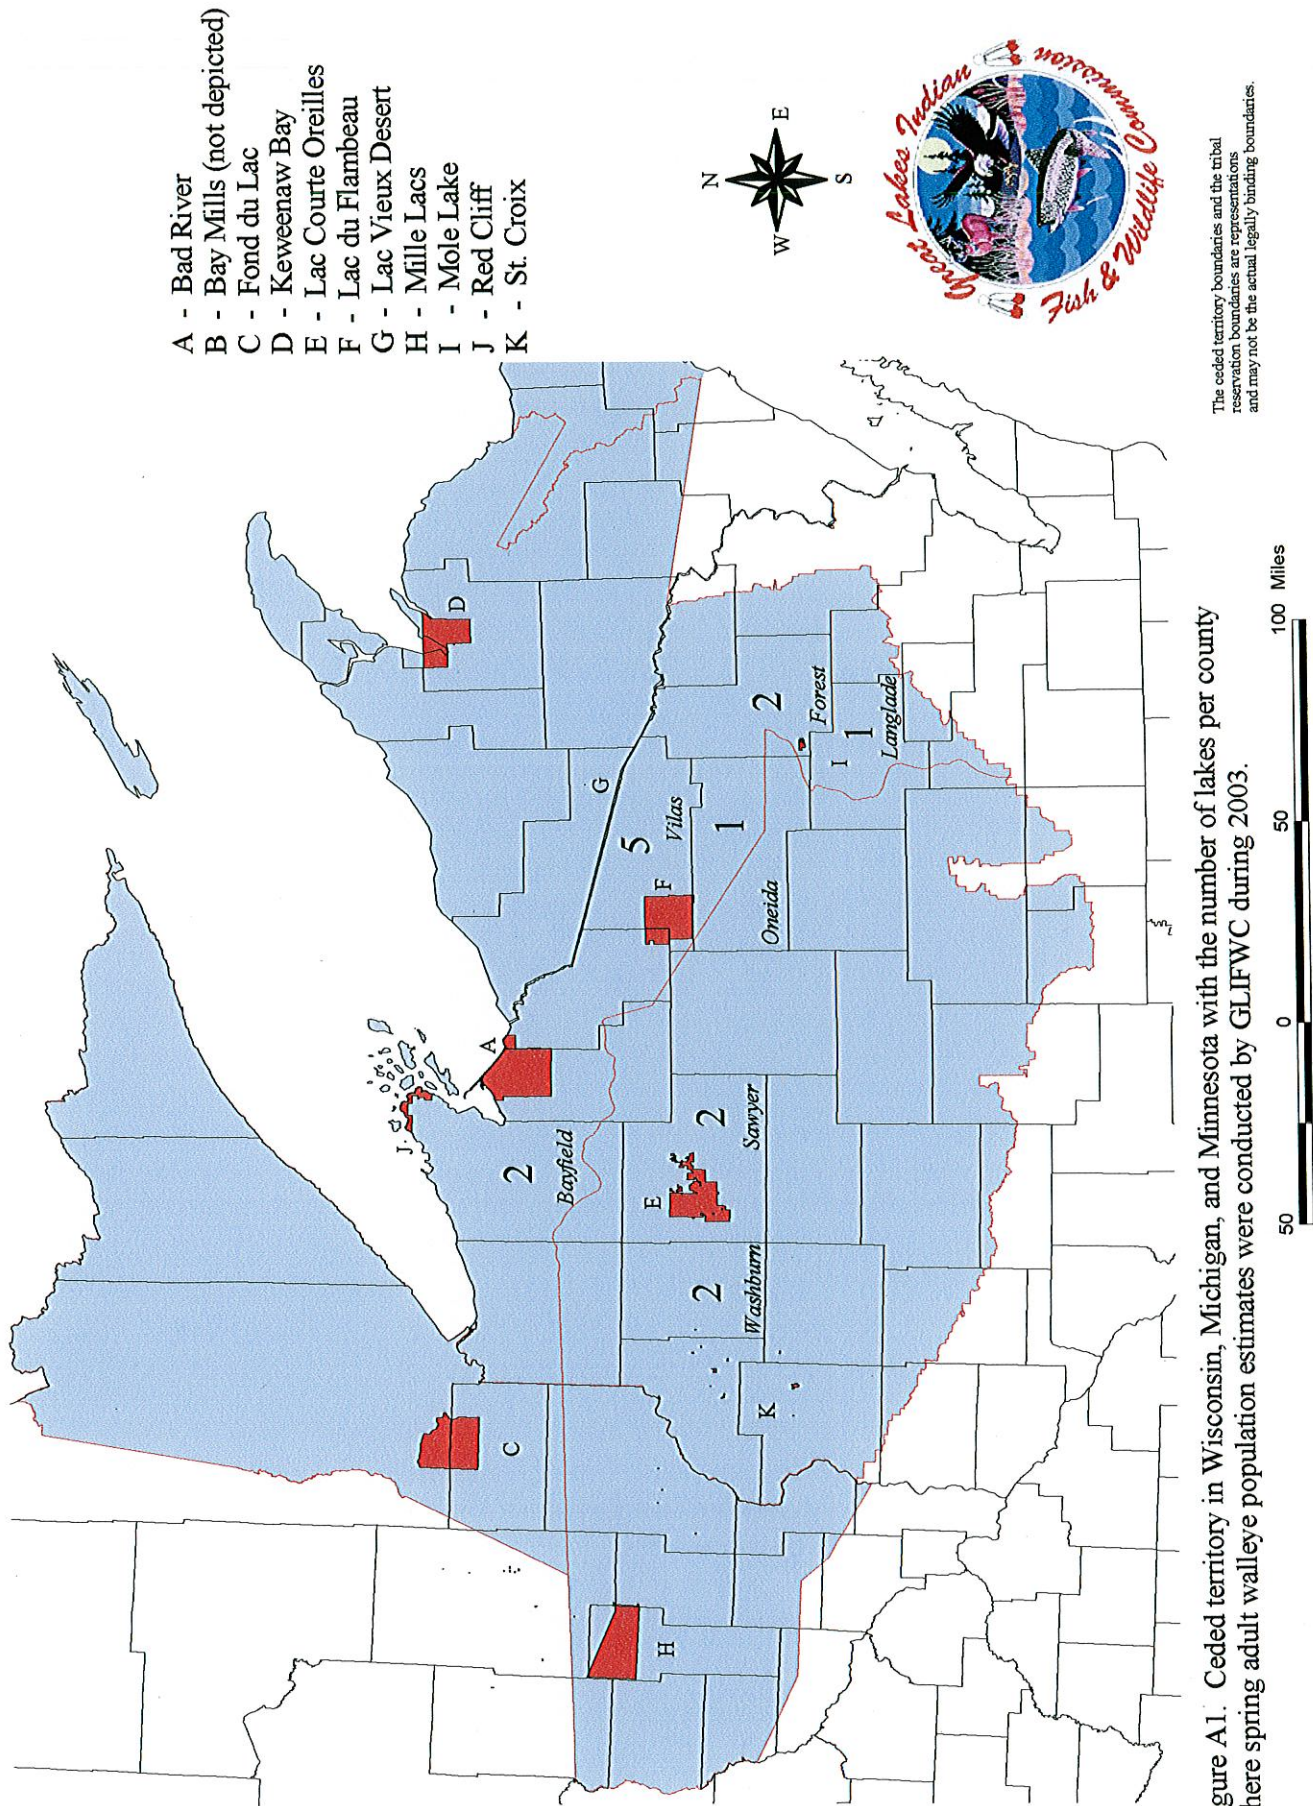 A - Bad River
B - Bay Mills (not depicted)
C - Fond du Lac
D - Keweenaw Bay
E - Lac Courte Oreilles
F - Lac du Flambeau
G - Lac Vieux Desert
H - Mille Lacs
I - Mole Lake
J - Red Cliff
K - St. Croix
N
W
E
S
Great Lakes Indian
Fish & Wildlife Commission
The ceded territory boundaries and the tribal
reservation boundaries are representations
and may not be the actual legally binding boundaries.
D
J
A
C
G
2
Bayfield
5
Vilas
F
E
2
Sawyer
2
Washburn
1
Oneida
2
Forest
I
1
Langlade
H
K
gure A1. Ceded territory in Wisconsin, Michigan, and Minnesota with the number of lakes per county
here spring adult walleye population estimates were conducted by GLIFWC during 2003.
50
0
50
100 Miles